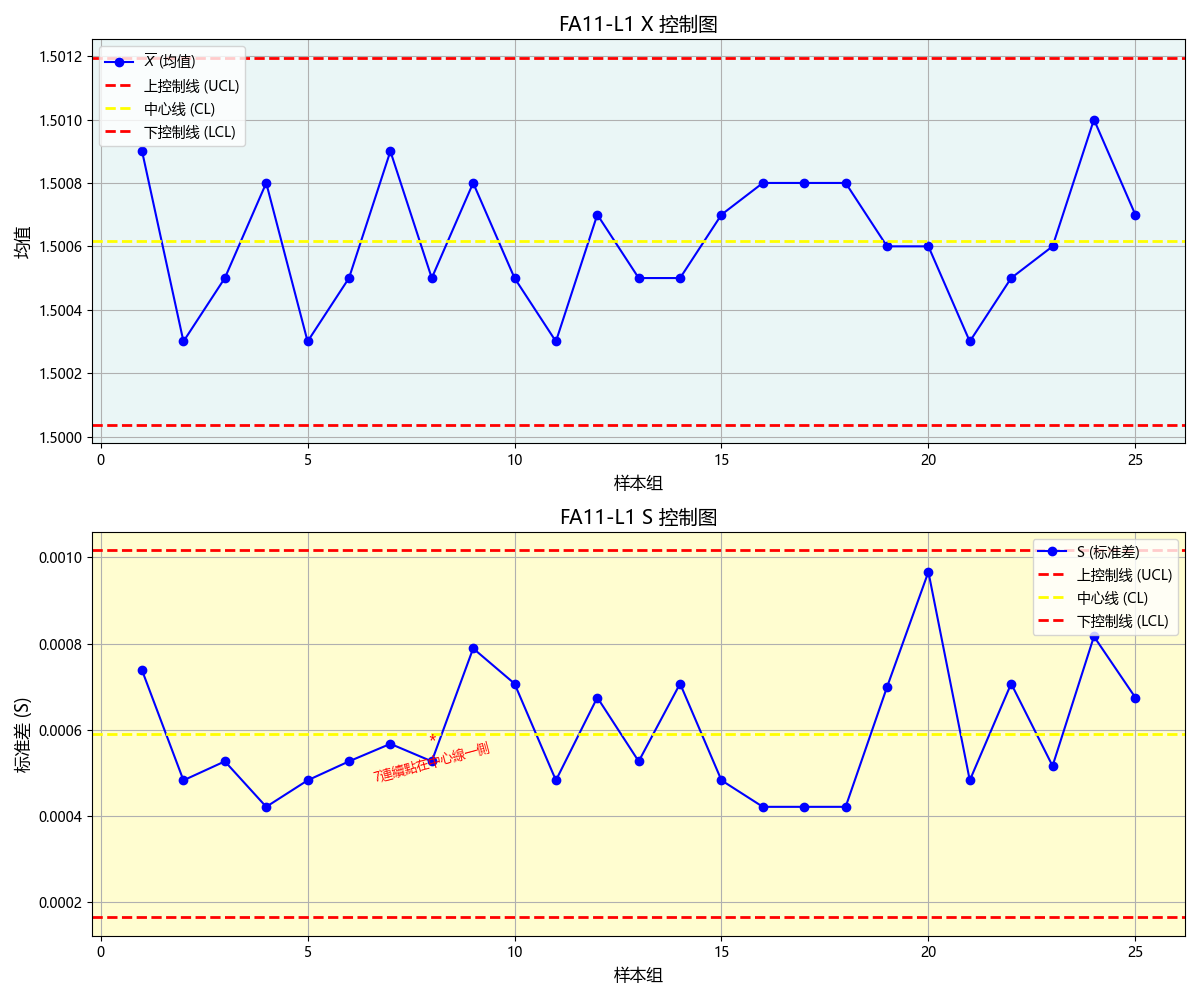 FA11-L1 X 控制图
X (均值)
上控制线 (UCL)
中心线 (CL)
下控制线 (LCL)
均值
1.5012
1.5010
1.5008
1.5006
1.5004
1.5002
1.5000
0 5 10 15 20 25
样本组
FA11-L1 S 控制图
S (标准差)
上控制线 (UCL)
中心线 (CL)
下控制线 (LCL)
标准差 (S)
0.0010
0.0008
0.0006
0.0004
0.0002
*
7連續點在中心線一側
0 5 10 15 20 25
样本组